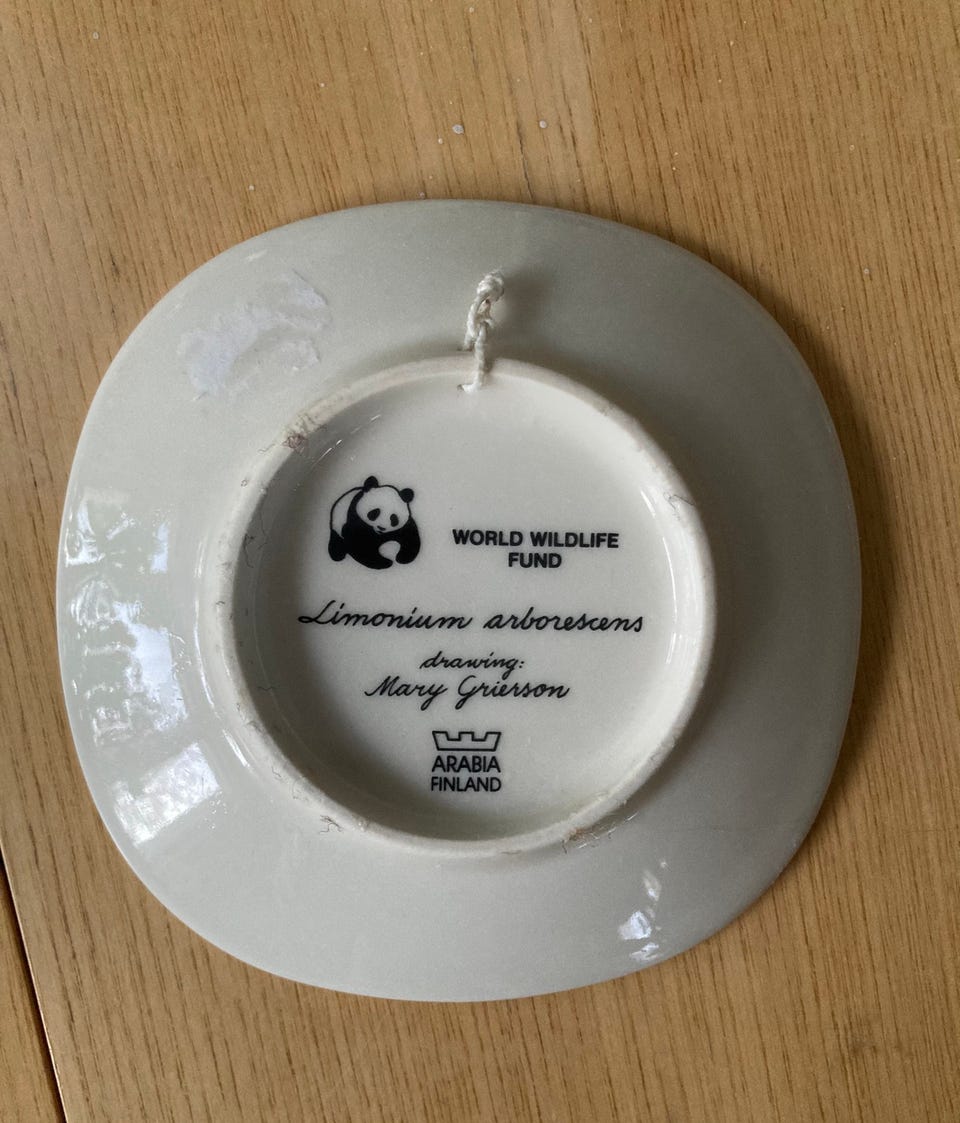 WORLD WILDLIFE
FUND
Limonium arborescens
drawing:
Mary Grierson
ARABIA
FINLAND